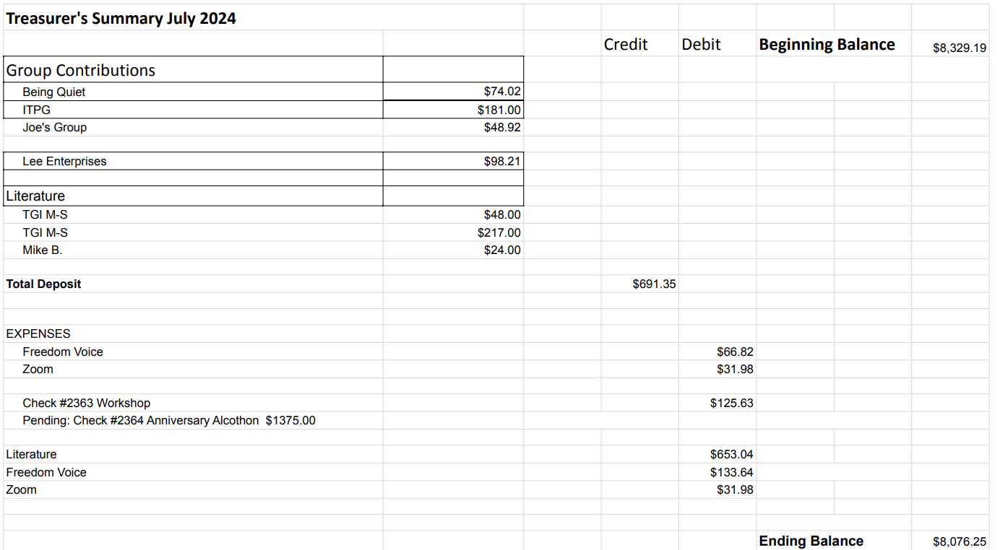 Treasurer's Summary July 2024
Credit Debit Beginning Balance $8,329.19
Group Contributions
Being Quiet $74.02
ITPG $181.00
Joe's Group $48.92
Lee Enterprises $98.21
Literature
TGI M-S $48.00
TGI M-S $217.00
Mike B. $24.00
Total Deposit $691.35
EXPENSES
Freedom Voice $66.82
Zoom $31.98
Check #2363 Workshop $125.63
Pending: Check #2364 Anniversary Alcothon $1375.00
Literature $653.04
Freedom Voice $133.64
Zoom $31.98
Ending Balance $8,076.25